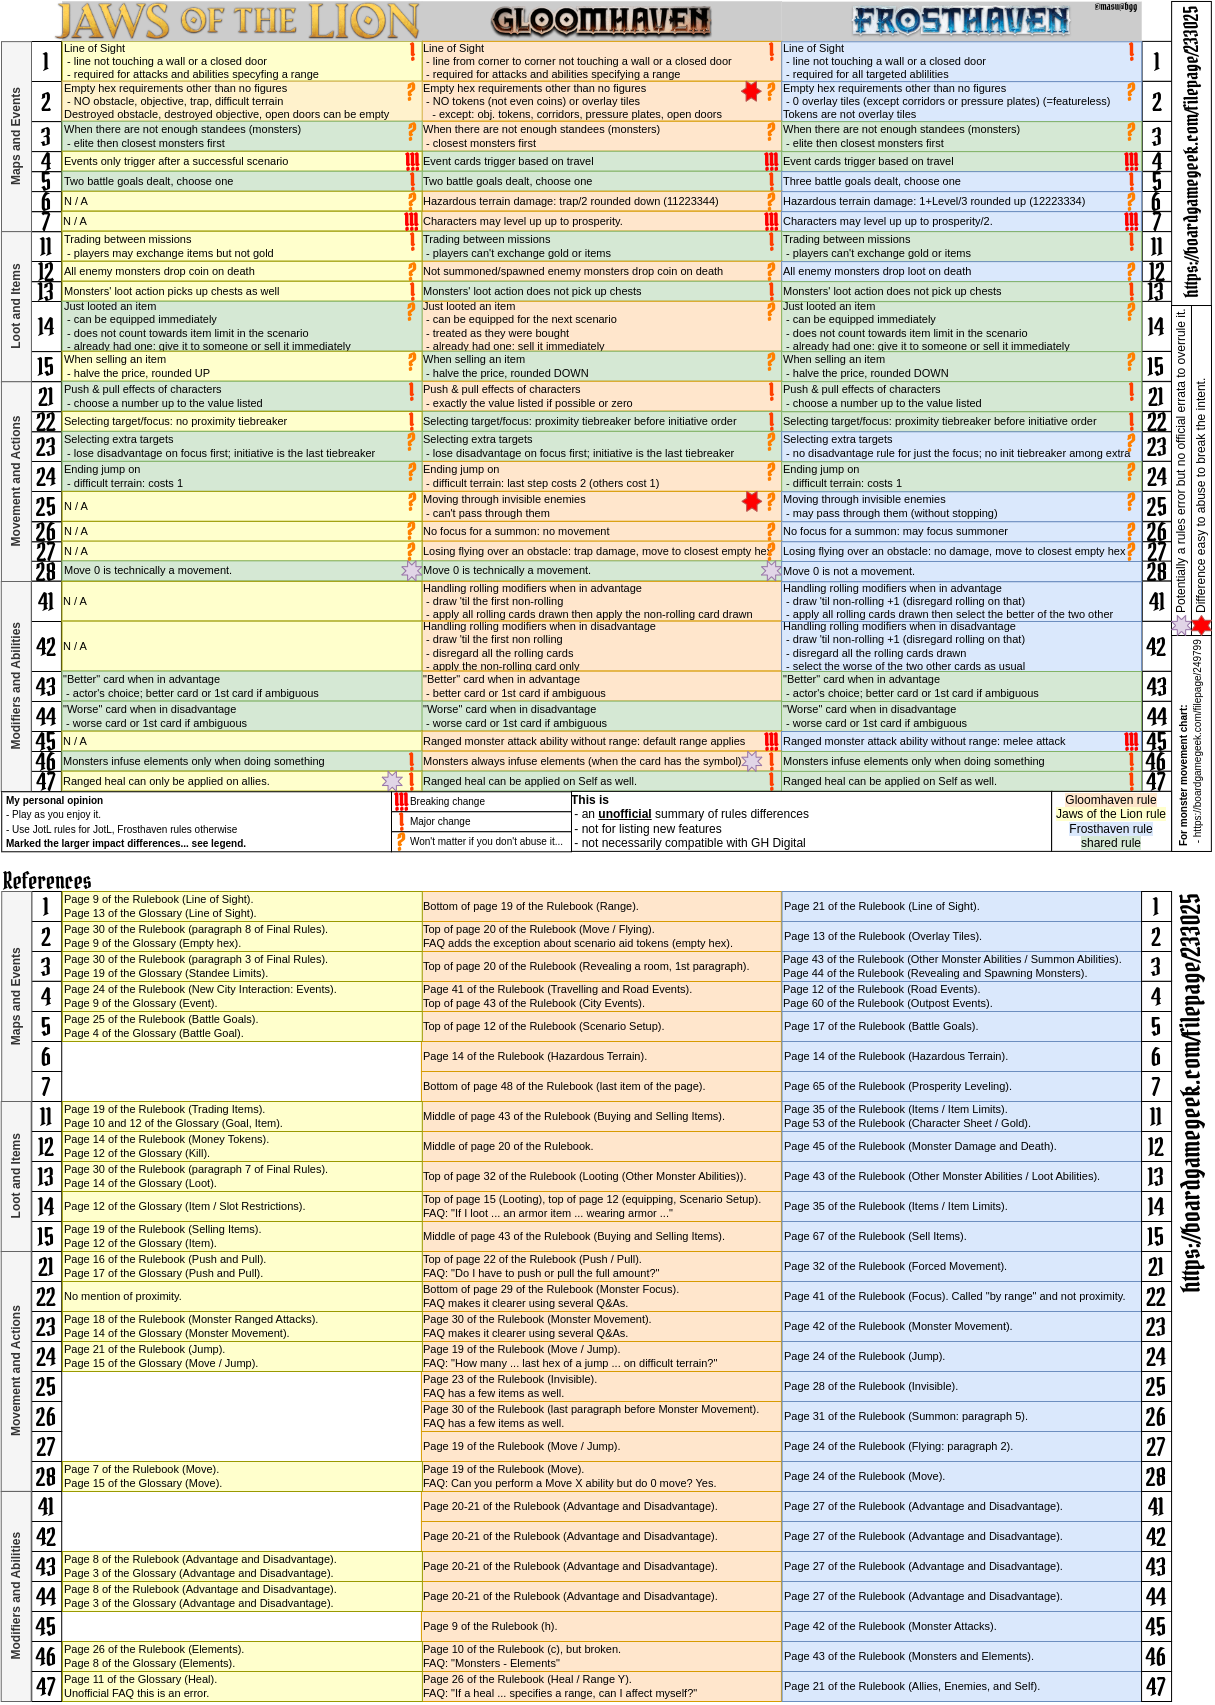 JAWS OF THE LION
GLOOMHAVEN
FROSTHAVEN
@masw@bgg
Maps and Events
1
Line of Sight
- line not touching a wall or a closed door
- required for attacks and abilities specyfing a range
!
Line of Sight
- line from corner to corner not touching a wall or a closed door
- required for attacks and abilities specifying a range
!
Line of Sight
- line not touching a wall or a closed door
- required for all targeted ablilities
!
1
2
Empty hex requirements other than no figures
- NO obstacle, objective, trap, difficult terrain
Destroyed obstacle, destroyed objective, open doors can be empty
?
Empty hex requirements other than no figures
- NO tokens (not even coins) or overlay tiles
- except: obj. tokens, corridors, pressure plates, open doors
?
Empty hex requirements other than no figures
- 0 overlay tiles (except corridors or pressure plates) (=featureless)
Tokens are not overlay tiles
?
2
3
When there are not enough standees (monsters)
- elite then closest monsters first
?
When there are not enough standees (monsters)
- closest monsters first
?
When there are not enough standees (monsters)
- elite then closest monsters first
?
3
4
Events only trigger after a successful scenario
!!!
Event cards trigger based on travel
!!!
Event cards trigger based on travel
!!!
4
5
Two battle goals dealt, choose one
!
Two battle goals dealt, choose one
!
Three battle goals dealt, choose one
!
5
6
N / A
?
Hazardous terrain damage: trap/2 rounded down (11223344)
?
Hazardous terrain damage: 1+Level/3 rounded up (12223334)
?
6
7
N / A
!!!
Characters may level up up to prosperity.
!!!
Characters may level up up to prosperity/2.
!!!
7
Loot and Items
11
Trading between missions
- players may exchange items but not gold
!
Trading between missions
- players can't exchange gold or items
!
Trading between missions
- players can't exchange gold or items
!
11
12
All enemy monsters drop coin on death
?
Not summoned/spawned enemy monsters drop coin on death
?
All enemy monsters drop loot on death
?
12
13
Monsters' loot action picks up chests as well
!
Monsters' loot action does not pick up chests
!
Monsters' loot action does not pick up chests
!
13
14
Just looted an item
- can be equipped immediately
- does not count towards item limit in the scenario
- already had one: give it to someone or sell it immediately
?
Just looted an item
- can be equipped for the next scenario
- treated as they were bought
- already had one: sell it immediately
?
Just looted an item
- can be equipped immediately
- does not count towards item limit in the scenario
- already had one: give it to someone or sell it immediately
?
14
15
When selling an item
- halve the price, rounded UP
?
When selling an item
- halve the price, rounded DOWN
?
When selling an item
- halve the price, rounded DOWN
?
15
Movement and Actions
21
Push & pull effects of characters
- choose a number up to the value listed
!
Push & pull effects of characters
- exactly the value listed if possible or zero
!
Push & pull effects of characters
- choose a number up to the value listed
!
21
22
Selecting target/focus: no proximity tiebreaker
!
Selecting target/focus: proximity tiebreaker before initiative order
!
Selecting target/focus: proximity tiebreaker before initiative order
!
22
23
Selecting extra targets
- lose disadvantage on focus first; initiative is the last tiebreaker
?
Selecting extra targets
- lose disadvantage on focus first; initiative is the last tiebreaker
?
Selecting extra targets
- no disadvantage rule for just the focus; no init tiebreaker among extra
?
23
24
Ending jump on
- difficult terrain: costs 1
?
Ending jump on
- difficult terrain: last step costs 2 (others cost 1)
?
Ending jump on
- difficult terrain: costs 1
?
24
25
N / A
?
Moving through invisible enemies
- can't pass through them
?
Moving through invisible enemies
- may pass through them (without stopping)
?
25
26
N / A
?
No focus for a summon: no movement
?
No focus for a summon: may focus summoner
?
26
27
N / A
?
Losing flying over an obstacle: trap damage, move to closest empty hex
?
Losing flying over an obstacle: no damage, move to closest empty hex
?
27
28
Move 0 is technically a movement.
Move 0 is technically a movement.
Move 0 is not a movement.
28
Modifiers and Abilities
41
N / A
Handling rolling modifiers when in advantage
- draw 'til the first non-rolling
- apply all rolling cards drawn then apply the non-rolling card drawn
Handling rolling modifiers when in advantage
- draw 'til non-rolling +1 (disregard rolling on that)
- apply all rolling cards drawn then select the better of the two other
41
42
N / A
Handling rolling modifiers when in disadvantage
- draw 'til the first non rolling
- disregard all the rolling cards
- apply the non-rolling card only
Handling rolling modifiers when in disadvantage
- draw 'til non-rolling +1 (disregard rolling on that)
- disregard all rolling cards drawn
- select the worse of the two other cards as usual
42
43
"Better" card when in advantage
- actor's choice; better card or 1st card if ambiguous
"Better" card when in advantage
- better card or 1st card if ambiguous
"Better" card when in advantage
- actor's choice; better card or 1st card if ambiguous
43
44
"Worse" card when in disadvantage
- worse card or 1st card if ambiguous
"Worse" card when in disadvantage
- worse card or 1st card if ambiguous
"Worse" card when in disadvantage
- worse card or 1st card if ambiguous
44
45
N / A
Ranged monster attack ability without range: default range applies
!!!
Ranged monster attack ability without range: melee attack
!!!
45
46
Monsters infuse elements only when doing something
!
Monsters always infuse elements (when the card has the symbol)
!
Monsters infuse elements only when doing something
!
46
47
Ranged heal can only be applied on allies.
!
Ranged heal can be applied on Self as well.
!
Ranged heal can be applied on Self as well.
!
47
https://boardgamegeek.com/filepage/233025
Potentially a rules error but no official errata to overrule it.
Difference easy to abuse to break the intent.
For monster movement chart:
- https://boardgamegeek.com/filepage/249799
My personal opinion
- Play as you enjoy it.
- Use JotL rules for JotL, Frosthaven rules otherwise
Marked the larger impact differences... see legend.
!!! Breaking change
! Major change
? Won't matter if you don't abuse it...
This is
- an unofficial summary of rules differences
- not for listing new features
- not necessarily compatible with GH Digital
Gloomhaven rule
Jaws of the Lion rule
Frosthaven rule
shared rule
References
Maps and Events
1
Page 9 of the Rulebook (Line of Sight).
Page 13 of the Glossary (Line of Sight).
Bottom of page 19 of the Rulebook (Range).
Page 21 of the Rulebook (Line of Sight).
1
2
Page 30 of the Rulebook (paragraph 8 of Final Rules).
Page 9 of the Glossary (Empty hex).
Top of page 20 of the Rulebook (Move / Flying).
FAQ adds the exception about scenario aid tokens (empty hex).
Page 13 of the Rulebook (Overlay Tiles).
2
3
Page 30 of the Rulebook (paragraph 3 of Final Rules).
Page 19 of the Glossary (Standee Limits).
Top of page 20 of the Rulebook (Revealing a room, 1st paragraph).
Page 43 of the Rulebook (Other Monster Abilities / Summon Abilities).
Page 44 of the Rulebook (Revealing and Spawning Monsters).
3
4
Page 24 of the Rulebook (New City Interaction: Events).
Page 9 of the Glossary (Event).
Page 41 of the Rulebook (Travelling and Road Events).
Top of page 43 of the Rulebook (City Events).
Page 12 of the Rulebook (Road Events).
Page 60 of the Rulebook (Outpost Events).
4
5
Page 25 of the Rulebook (Battle Goals).
Page 4 of the Glossary (Battle Goal).
Top of page 12 of the Rulebook (Scenario Setup).
Page 17 of the Rulebook (Battle Goals).
5
6
Page 14 of the Rulebook (Hazardous Terrain).
Page 14 of the Rulebook (Hazardous Terrain).
6
7
Bottom of page 48 of the Rulebook (last item of the page).
Page 65 of the Rulebook (Prosperity Leveling).
7
Loot and Items
11
Page 19 of the Rulebook (Trading Items).
Page 10 and 12 of the Glossary (Goal, Item).
Middle of page 43 of the Rulebook (Buying and Selling Items).
Page 35 of the Rulebook (Items / Item Limits).
Page 53 of the Rulebook (Character Sheet / Gold).
11
12
Page 14 of the Rulebook (Money Tokens).
Page 12 of the Glossary (Kill).
Middle of page 20 of the Rulebook.
Page 45 of the Rulebook (Monster Damage and Death).
12
13
Page 30 of the Rulebook (paragraph 7 of Final Rules).
Page 14 of the Glossary (Loot).
Top of page 32 of the Rulebook (Looting (Other Monster Abilities)).
Page 43 of the Rulebook (Other Monster Abilities / Loot Abilities).
13
14
Page 12 of the Glossary (Item / Slot Restrictions).
Top of page 15 (Looting), top of page 12 (equipping, Scenario Setup).
FAQ: "If I loot ... an armor item ... wearing armor ..."
Page 35 of the Rulebook (Items / Item Limits).
14
15
Page 19 of the Rulebook (Selling Items).
Page 12 of the Glossary (Item).
Middle of page 43 of the Rulebook (Buying and Selling Items).
Page 67 of the Rulebook (Sell Items).
15
Movement and Actions
21
Page 16 of the Rulebook (Push and Pull).
Page 17 of the Glossary (Push and Pull).
Top of page 22 of the Rulebook (Push / Pull).
FAQ: "Do I have to push or pull the full amount?"
Page 32 of the Rulebook (Forced Movement).
21
22
No mention of proximity.
Bottom of page 29 of the Rulebook (Monster Focus).
FAQ makes it clearer using several Q&As.
Page 41 of the Rulebook (Focus). Called "by range" and not proximity.
22
23
Page 18 of the Rulebook (Monster Ranged Attacks).
Page 14 of the Glossary (Monster Movement).
Page 30 of the Rulebook (Monster Movement).
FAQ makes it clearer using several Q&As.
Page 42 of the Rulebook (Monster Movement).
23
24
Page 21 of the Rulebook (Jump).
Page 15 of the Glossary (Move / Jump).
Page 19 of the Rulebook (Move / Jump).
FAQ: "How many ... last hex of a jump ... on difficult terrain?"
Page 24 of the Rulebook (Jump).
24
25
Page 23 of the Rulebook (Invisible).
FAQ has a few items as well.
Page 28 of the Rulebook (Invisible).
25
26
Page 30 of the Rulebook (last paragraph before Monster Movement).
FAQ has a few items as well.
Page 31 of the Rulebook (Summon: paragraph 5).
26
27
Page 19 of the Rulebook (Move / Jump).
Page 24 of the Rulebook (Flying: paragraph 2).
27
28
Page 7 of the Rulebook (Move).
Page 15 of the Glossary (Move).
Page 19 of the Rulebook (Move).
FAQ: Can you perform a Move X ability but do 0 move? Yes.
Page 24 of the Rulebook (Move).
28
Modifiers and Abilities
41
Page 20-21 of the Rulebook (Advantage and Disadvantage).
Page 27 of the Rulebook (Advantage and Disadvantage).
41
42
Page 20-21 of the Rulebook (Advantage and Disadvantage).
Page 27 of the Rulebook (Advantage and Disadvantage).
42
43
Page 8 of the Rulebook (Advantage and Disadvantage).
Page 3 of the Glossary (Advantage and Disadvantage).
Page 20-21 of the Rulebook (Advantage and Disadvantage).
Page 27 of the Rulebook (Advantage and Disadvantage).
43
44
Page 8 of the Rulebook (Advantage and Disadvantage).
Page 3 of the Glossary (Advantage and Disadvantage).
Page 20-21 of the Rulebook (Advantage and Disadvantage).
Page 27 of the Rulebook (Advantage and Disadvantage).
44
45
Page 9 of the Rulebook (h).
Page 42 of the Rulebook (Monster Attacks).
45
46
Page 26 of the Rulebook (Elements).
Page 8 of the Glossary (Elements).
Page 10 of the Rulebook (c), but broken.
FAQ: "Monsters - Elements"
Page 43 of the Rulebook (Monsters and Elements).
46
47
Page 11 of the Glossary (Heal).
Unofficial FAQ this is an error.
Page 26 of the Rulebook (Heal / Range Y).
FAQ: "If a heal ... specifies a range, can I affect myself?"
Page 21 of the Rulebook (Allies, Enemies, and Self).
47
https://boardgamegeek.com/filepage/233025